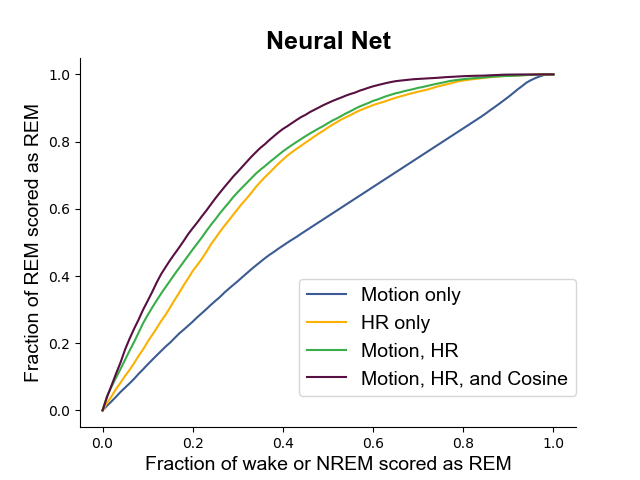 Neural Net
Fraction of REM scored as REM
1.0
0.8
0.6
0.4
0.2
0.0
Motion only
HR only
Motion, HR
Motion, HR, and Cosine
0.0 0.2 0.4 0.6 0.8 1.0
Fraction of wake or NREM scored as REM